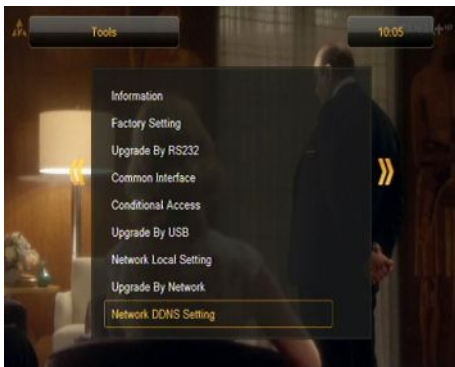 Tools
10:05
Information
Factory Setting
Upgrade By RS232
Common Interface
Conditional Access
Upgrade By USB
Network Local Setting
Upgrade By Network
Network DDNS Setting